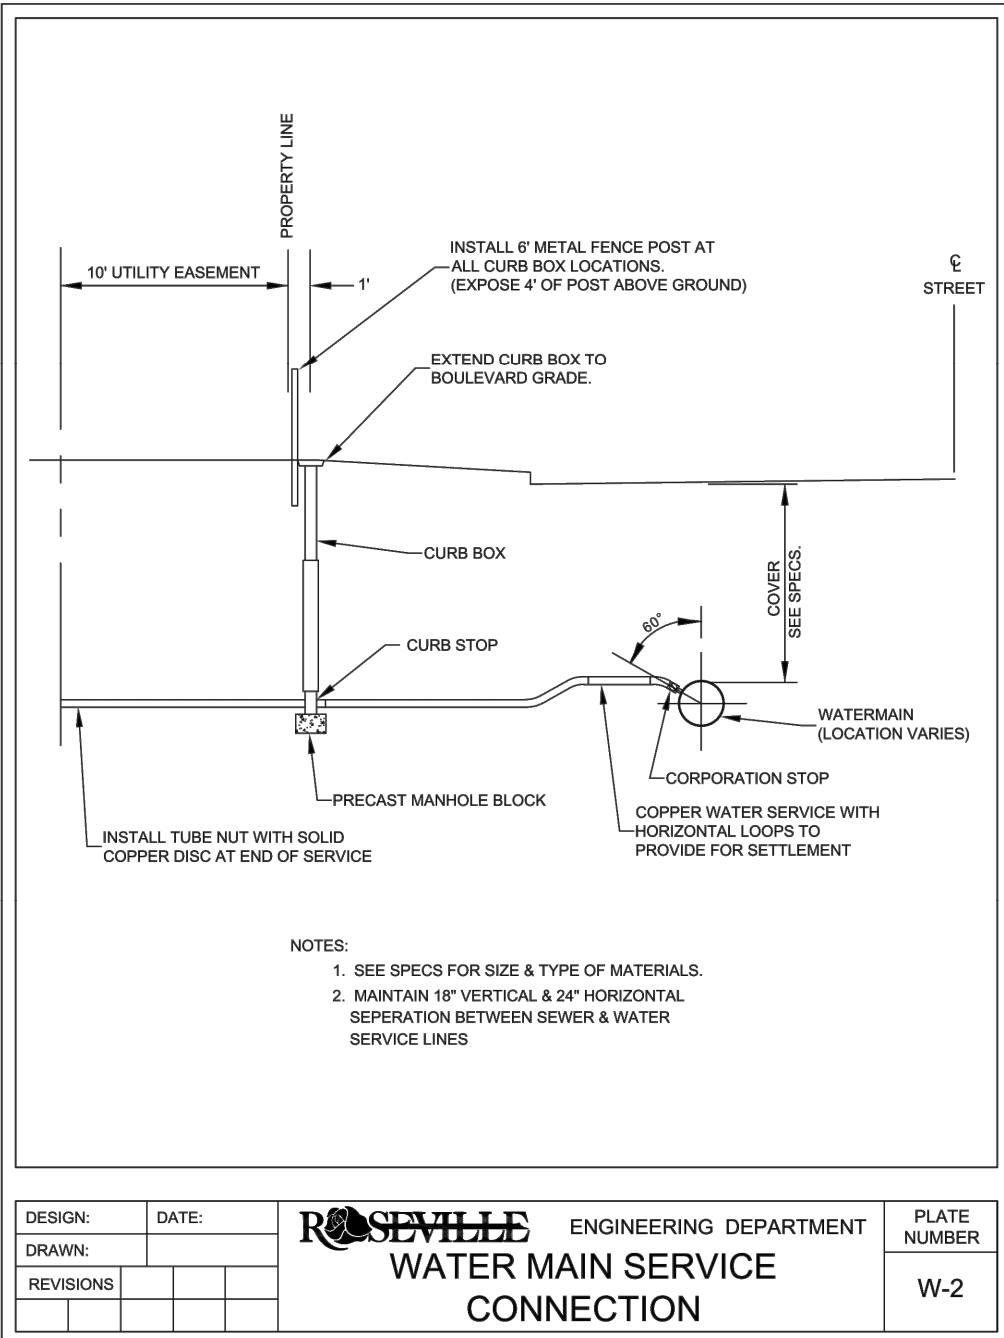 PROPERTY LINE
10' UTILITY EASEMENT
1'
INSTALL 6' METAL FENCE POST AT
ALL CURB BOX LOCATIONS.
(EXPOSE 4' OF POST ABOVE GROUND)
℄
STREET
EXTEND CURB BOX TO
BOULEVARD GRADE.
CURB BOX
COVER
SEE SPECS.
60°
CURB STOP
WATERMAIN
(LOCATION VARIES)
CORPORATION STOP
PRECAST MANHOLE BLOCK
COPPER WATER SERVICE WITH
HORIZONTAL LOOPS TO
PROVIDE FOR SETTLEMENT
INSTALL TUBE NUT WITH SOLID
COPPER DISC AT END OF SERVICE
NOTES:
1. SEE SPECS FOR SIZE & TYPE OF MATERIALS.
2. MAINTAIN 18" VERTICAL & 24" HORIZONTAL
SEPERATION BETWEEN SEWER & WATER
SERVICE LINES
DESIGN:
DATE:
DRAWN:
REVISIONS
ROSEVILLE ENGINEERING DEPARTMENT
WATER MAIN SERVICE
CONNECTION
PLATE
NUMBER
W-2